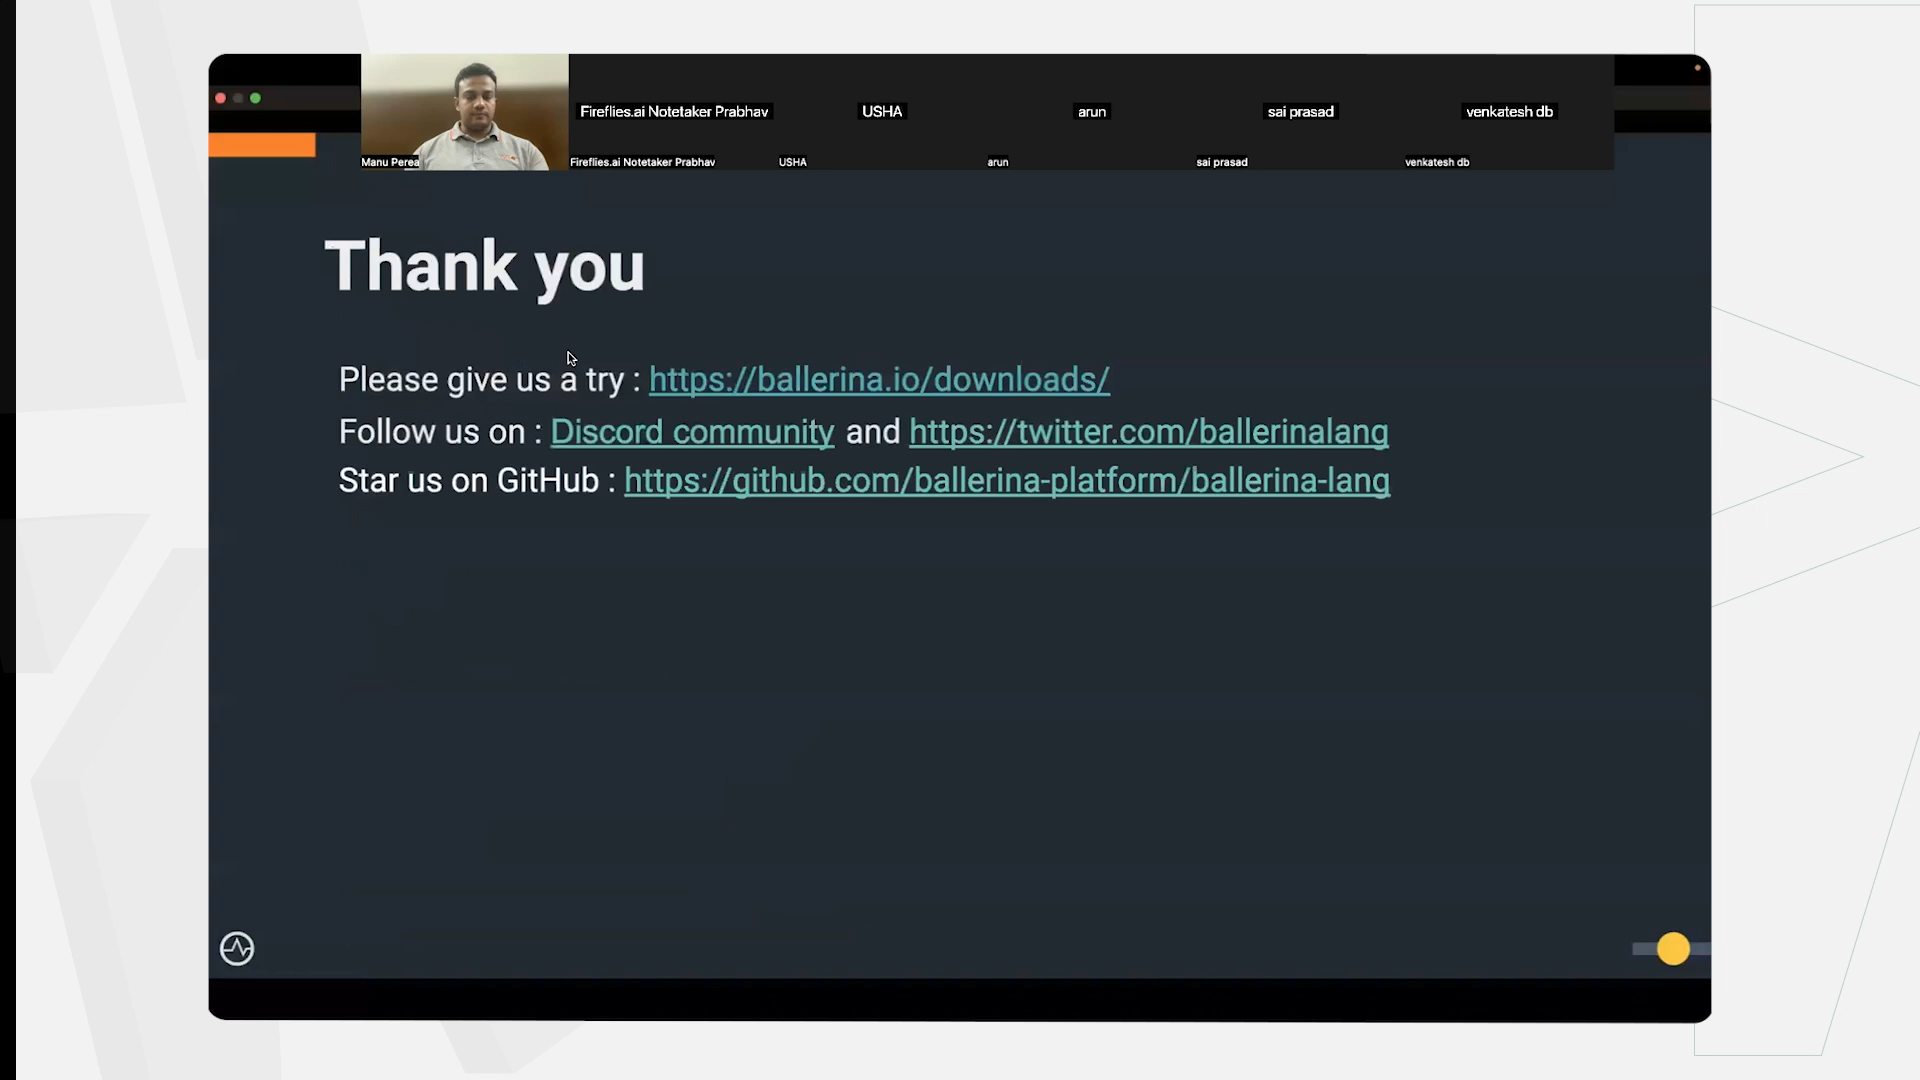 Fireflies.ai Notetaker Prabhav
USHA
arun
sai prasad
venkatesh db
Manu Perea
Fireflies.ai Notetaker Prabhav
USHA
arun
sai prasad
venkatesh db
Thank you
Please give us a try : https://ballerina.io/downloads/
Follow us on : Discord community and https://twitter.com/ballerinalang
Star us on GitHub : https://github.com/ballerina-platform/ballerina-lang